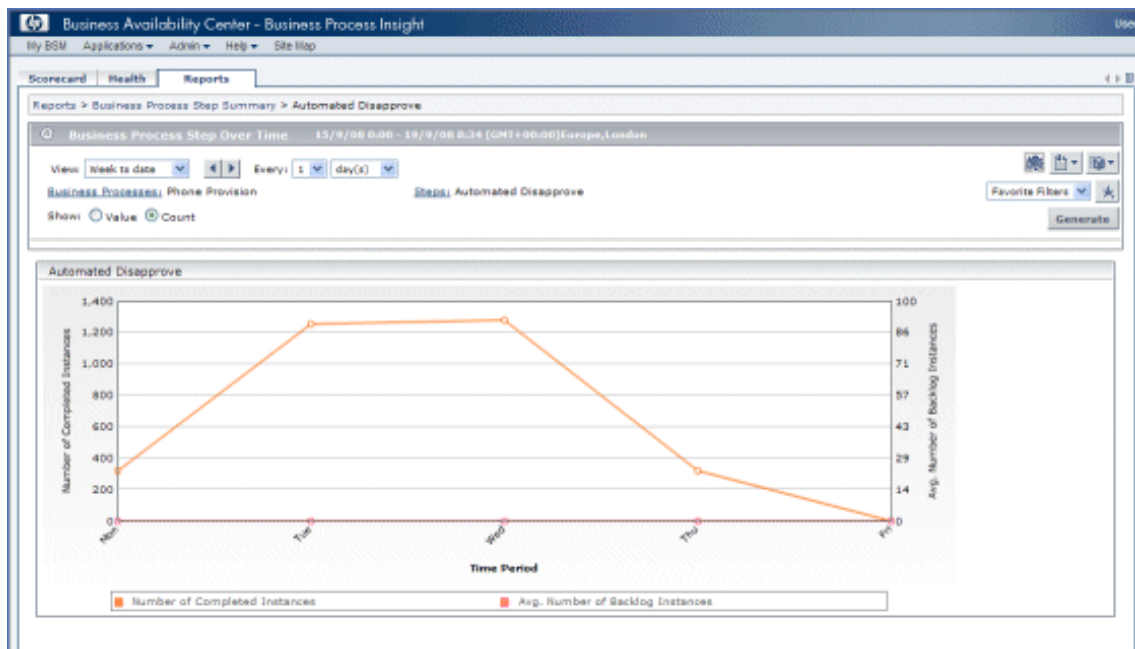 hp Business Availability Center - Business Process Insight User
My BSM Applications Admin Help Site Map
Scorecard Health Reports
Reports > Business Process Step Summary > Automated Disapprove
Business Process Step Over Time 15/9/08 0:00 - 19/9/08 8:34 (GMT+00:00)Europe,London
View: Week to date Every: 1 day(s)
Business Processes: Phone Provision Steps: Automated Disapprove Favorite Filters
Show: Value Count
Generate
Automated Disapprove
1,400 100
1,200 86
1,000 71
800 57
600 43
400 29
200 14
0 0
Number of Completed Instances
Avg. Number of Backlog Instances
Mon Tue Wed Thu Fri
Time Period
Number of Completed Instances Avg. Number of Backlog Instances